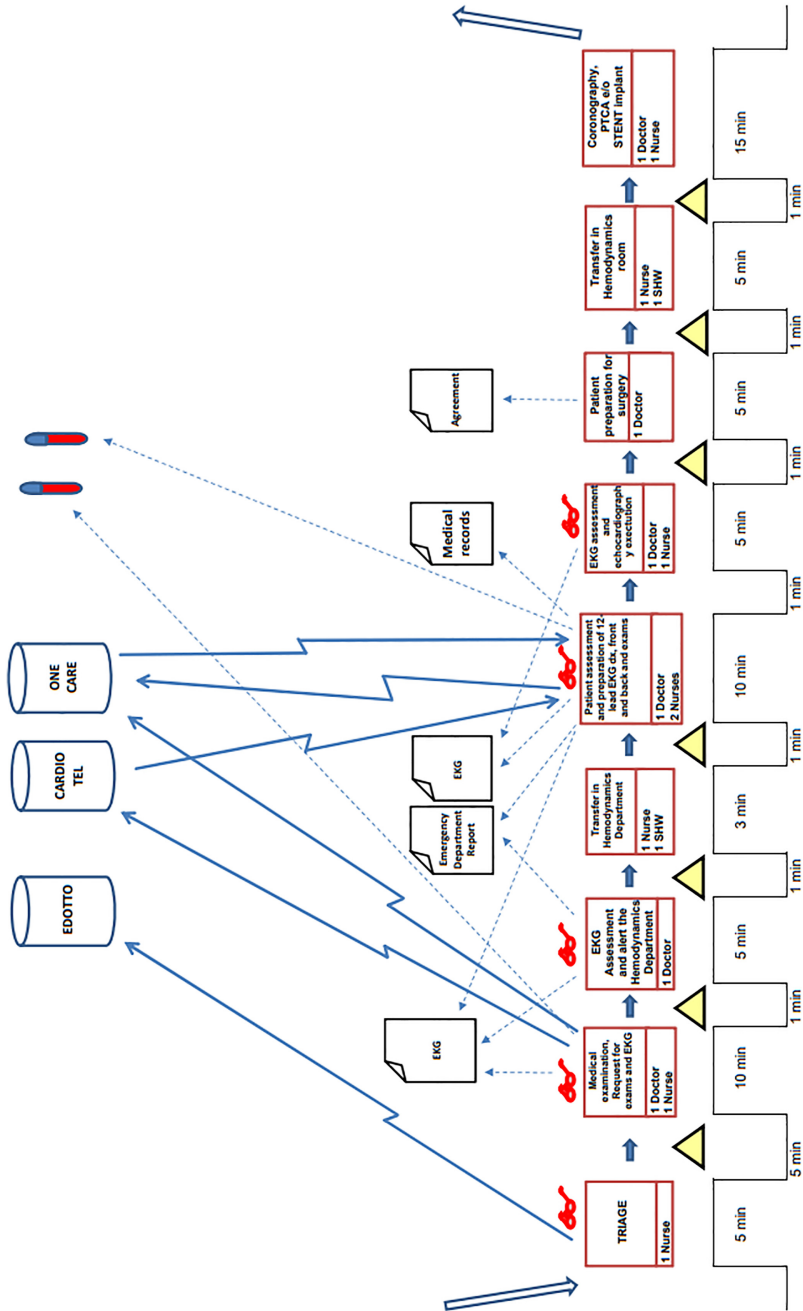 EDOTTO
CARDIO
TEL
ONE
CARE
EKG
Emergency
Department
Report
EKG
Medical
records
Agreement
TRIAGE
1 Nurse
Medical
examination,
Request for
exams and EKG
1 Doctor
1 Nurse
EKG
Assessment
and alert the
Hemodynamics
Department
1 Doctor
Transfer in
Hemodynamics
Department
1 Nurse
1 SHW
Patient assessment
and preparation of 12-
lead EKG dx, front
and back and exams
1 Doctor
2 Nurses
EKG assessment
and
echocardiograph
y exectution
1 Doctor
1 Nurse
Patient
preparation for
surgery
1 Doctor
Transfer in
Hemodynamics
room
1 Nurse
1 SHW
Coronography,
PTCA e/o
STENT implant
1 Doctor
1 Nurse
5 min
5 min
10 min
1 min
5 min
1 min
3 min
1 min
10 min
1 min
5 min
1 min
5 min
1 min
5 min
1 min
15 min